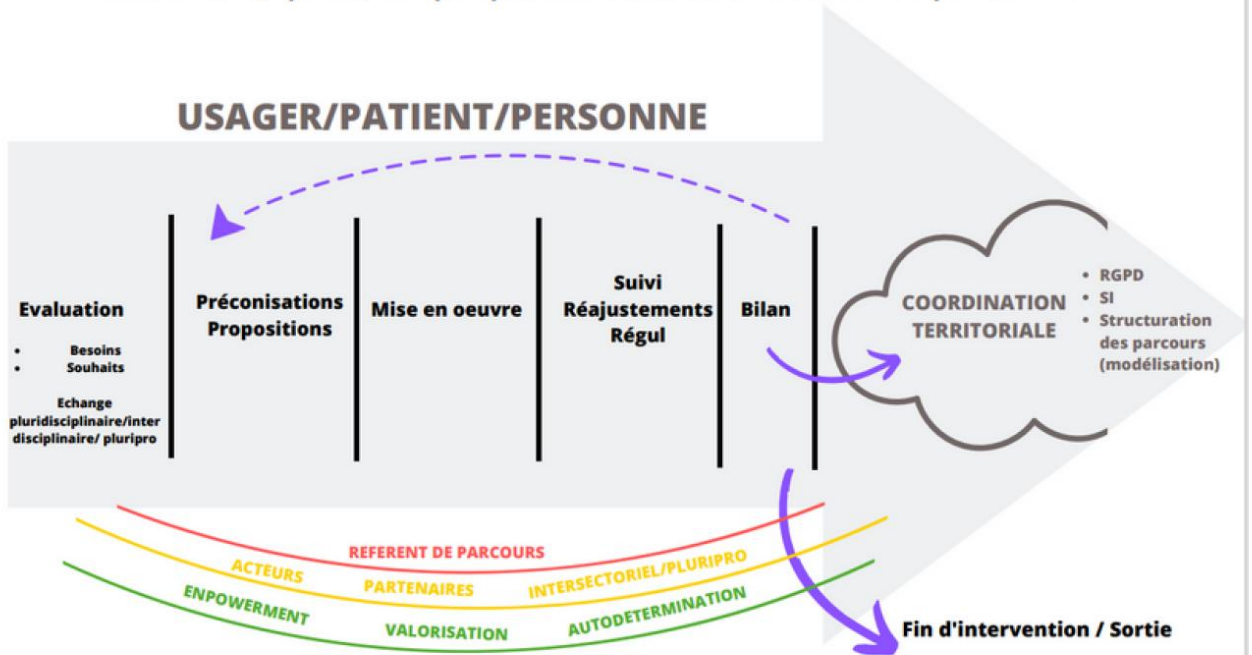 USAGER/PATIENT/PERSONNE
Evaluation
• Besoins
• Souhaits
Echange
pluridisciplinaire/inter
disciplinaire/ pluripro
Préconisations
Propositions
Mise en oeuvre
Suivi
Réajustements
Régul
Bilan
COORDINATION
TERRITORIALE
• RGPD
• SI
• Structuration
des parcours
(modélisation)
REFERENT DE PARCOURS
ACTEURS PARTENAIRES INTERSECTORIEL/PLURIPRO
ENPOWERMENT VALORISATION AUTODETERMINATION
Fin d'intervention / Sortie